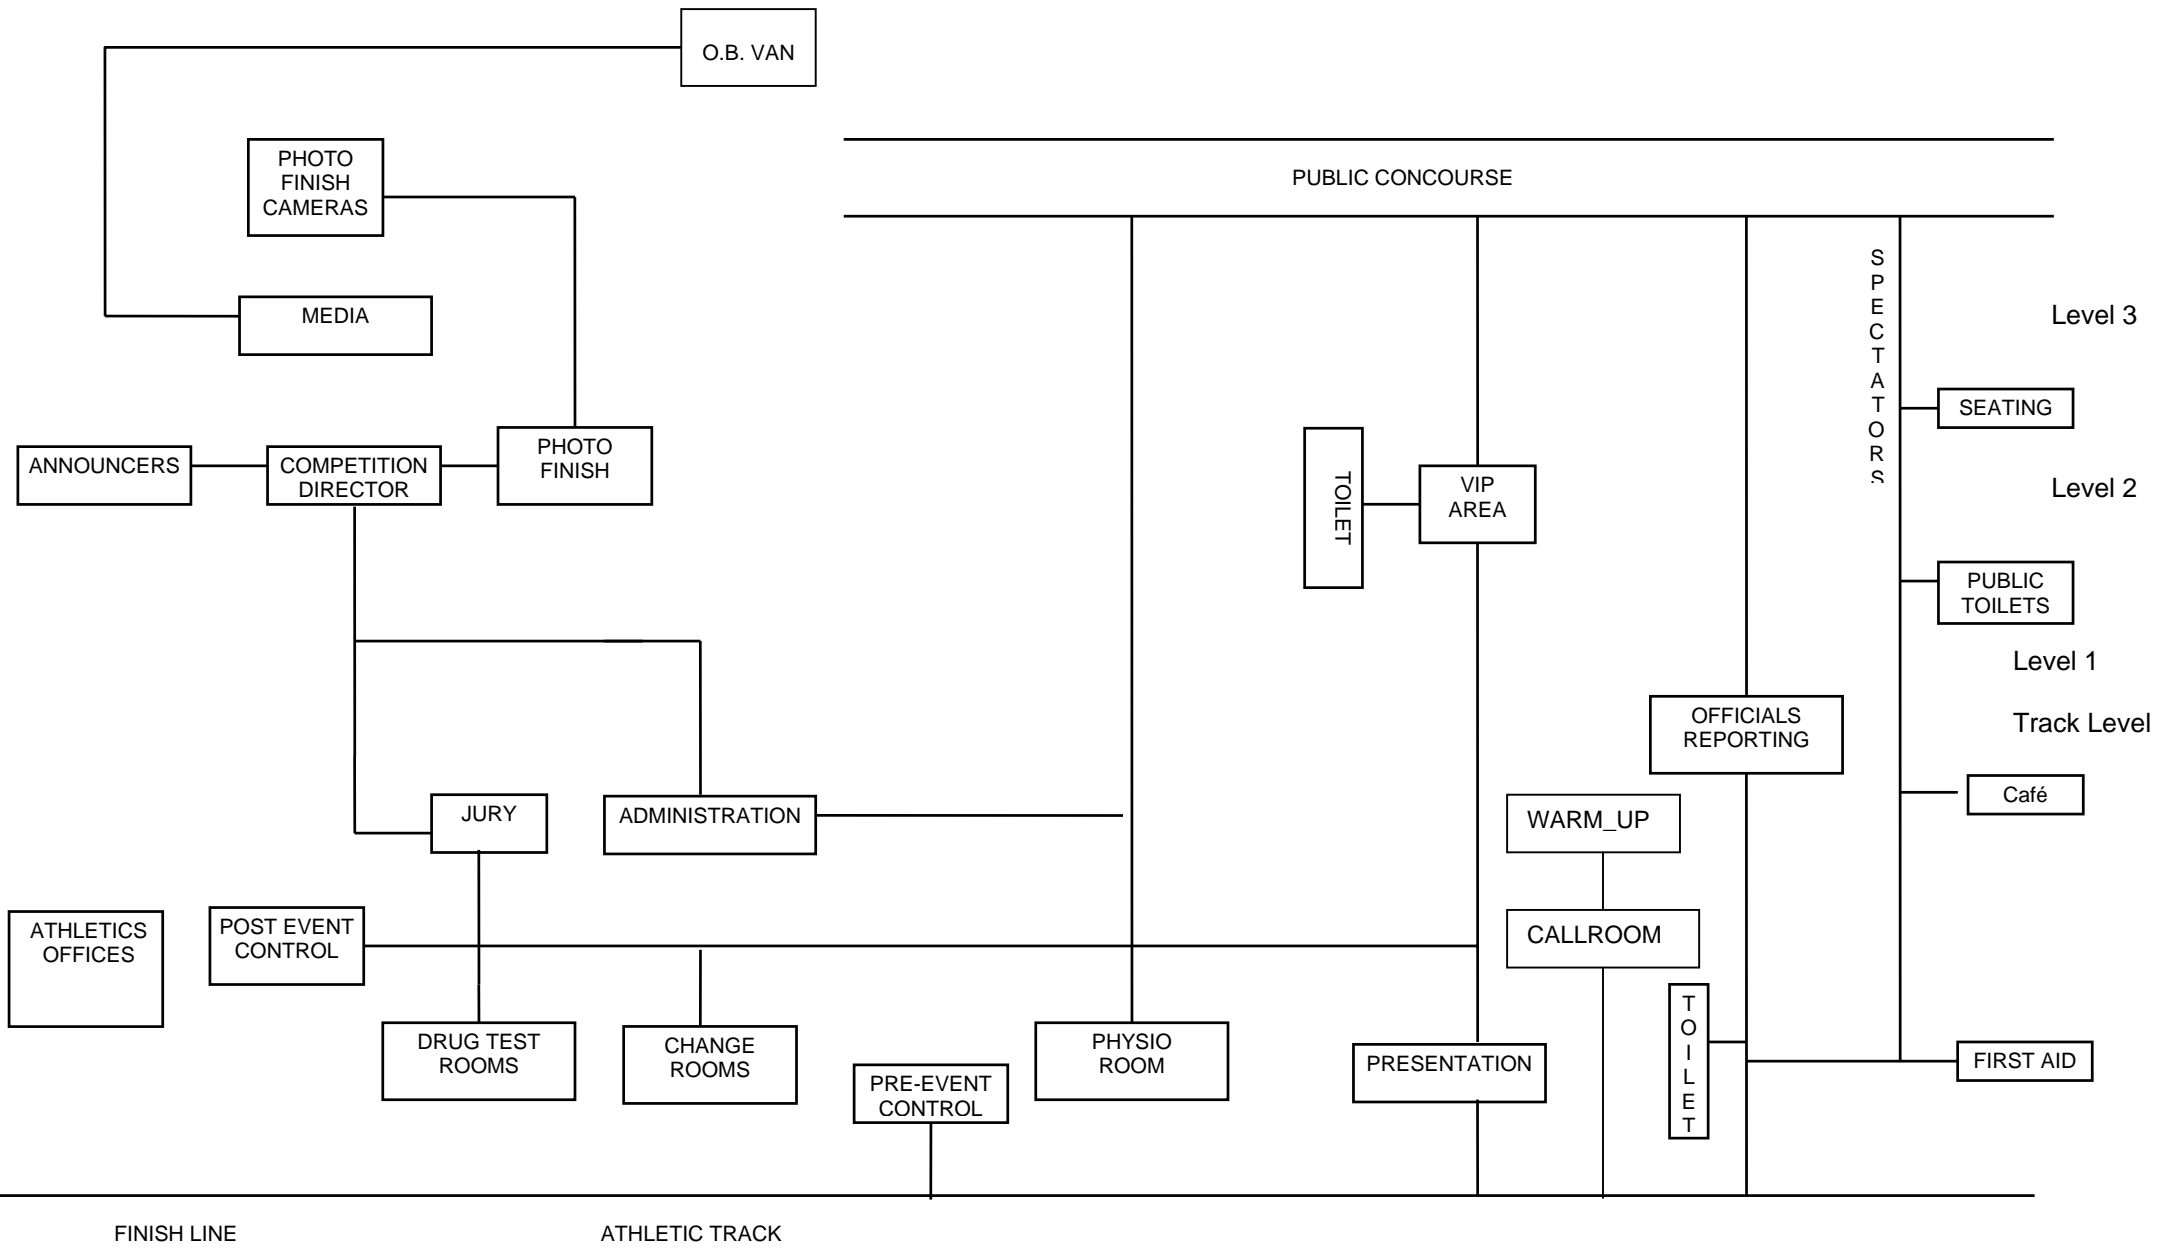 O.B. VAN
PHOTO
FINISH
CAMERAS
PUBLIC CONCOURSE
MEDIA
SPECTATORS
Level 3
SEATING
ANNOUNCERS
COMPETITION
DIRECTOR
PHOTO
FINISH
TOILET
VIP
AREA
Level 2
PUBLIC
TOILETS
Level 1
OFFICIALS
REPORTING
Track Level
JURY
ADMINISTRATION
WARM_UP
Café
ATHLETICS
OFFICES
POST EVENT
CONTROL
CALLROOM
DRUG TEST
ROOMS
CHANGE
ROOMS
PRE-EVENT
CONTROL
PHYSIO
ROOM
PRESENTATION
TOILET
FIRST AID
FINISH LINE
ATHLETIC TRACK